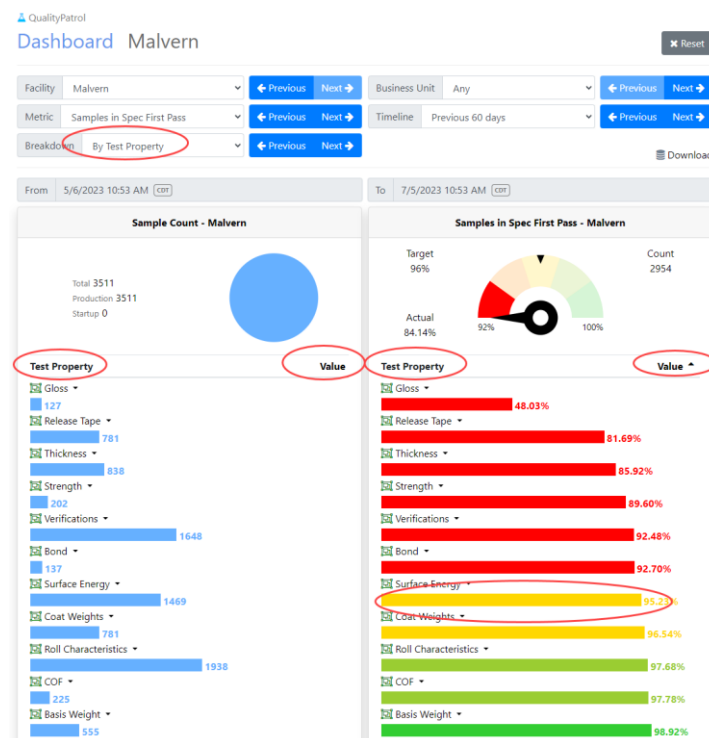 QualityPatrol
Dashboard Malvern
Reset
Facility Malvern Previous Next Business Unit Any Previous Next
Metric Samples in Spec First Pass Previous Next Timeline Previous 60 days Previous Next
Breakdown By Test Property Previous Next
Download
From 5/6/2023 10:53 AM CDT To 7/5/2023 10:53 AM CDT
Sample Count - Malvern
Total 3511
Production 3511
Startup 0
Test Property Value
Gloss
127
Release Tape
781
Thickness
838
Strength
202
Verifications
1648
Bond
137
Surface Energy
1469
Coat Weights
781
Roll Characteristics
1938
COF
225
Basis Weight
555
Samples in Spec First Pass - Malvern
Target
96%
Count
2954
Actual
84.14%
92%
100%
Test Property Value
Gloss
48.03%
Release Tape
81.69%
Thickness
85.92%
Strength
89.60%
Verifications
92.48%
Bond
92.70%
Surface Energy
95.23%
Coat Weights
96.54%
Roll Characteristics
97.68%
COF
97.78%
Basis Weight
98.92%